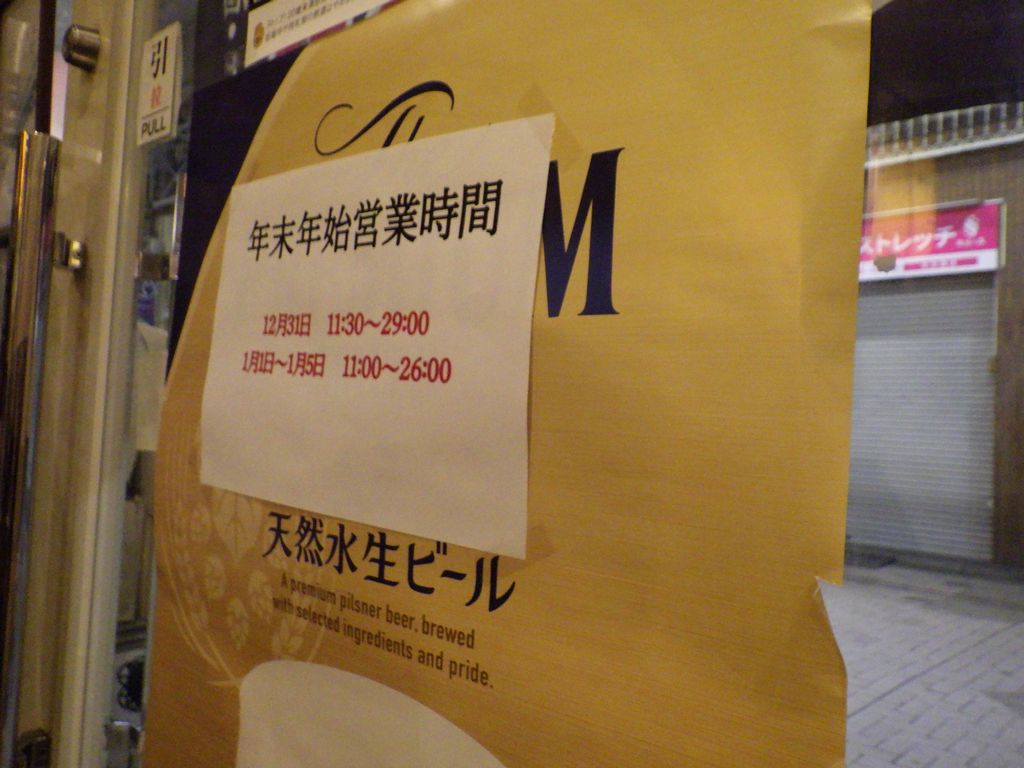 引
PULL
M
年末年始営業時間
12月31日 11:30～29:00
1月1日～1月5日 11:00～26:00
天然水生ビール
A premium pilsner beer, brewed
with selected ingredients and pride.
ストレッチ